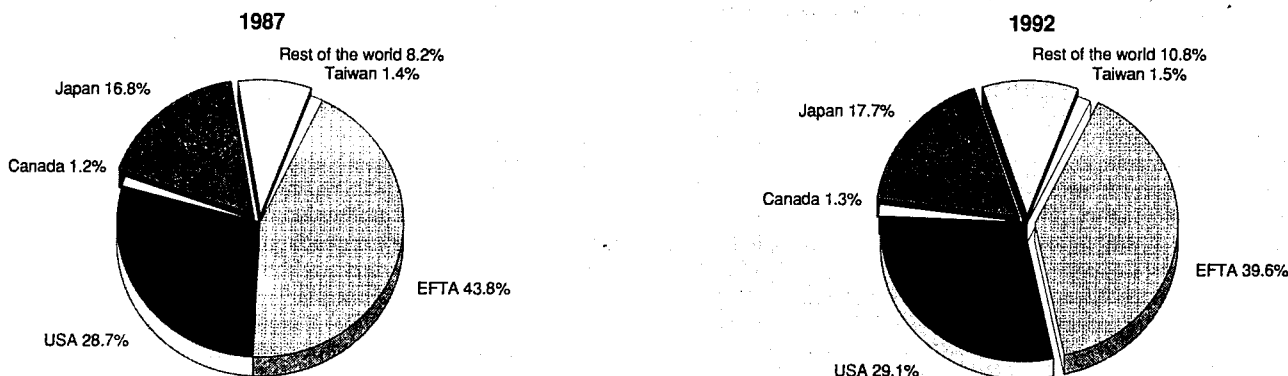 1987
Rest of the world 8.2%
Taiwan 1.4%
Japan 16.8%
Canada 1.2%
EFTA 43.8%
USA 28.7%
1992
Rest of the world 10.8%
Taiwan 1.5%
Japan 17.7%
Canada 1.3%
EFTA 39.6%
USA 29.1%